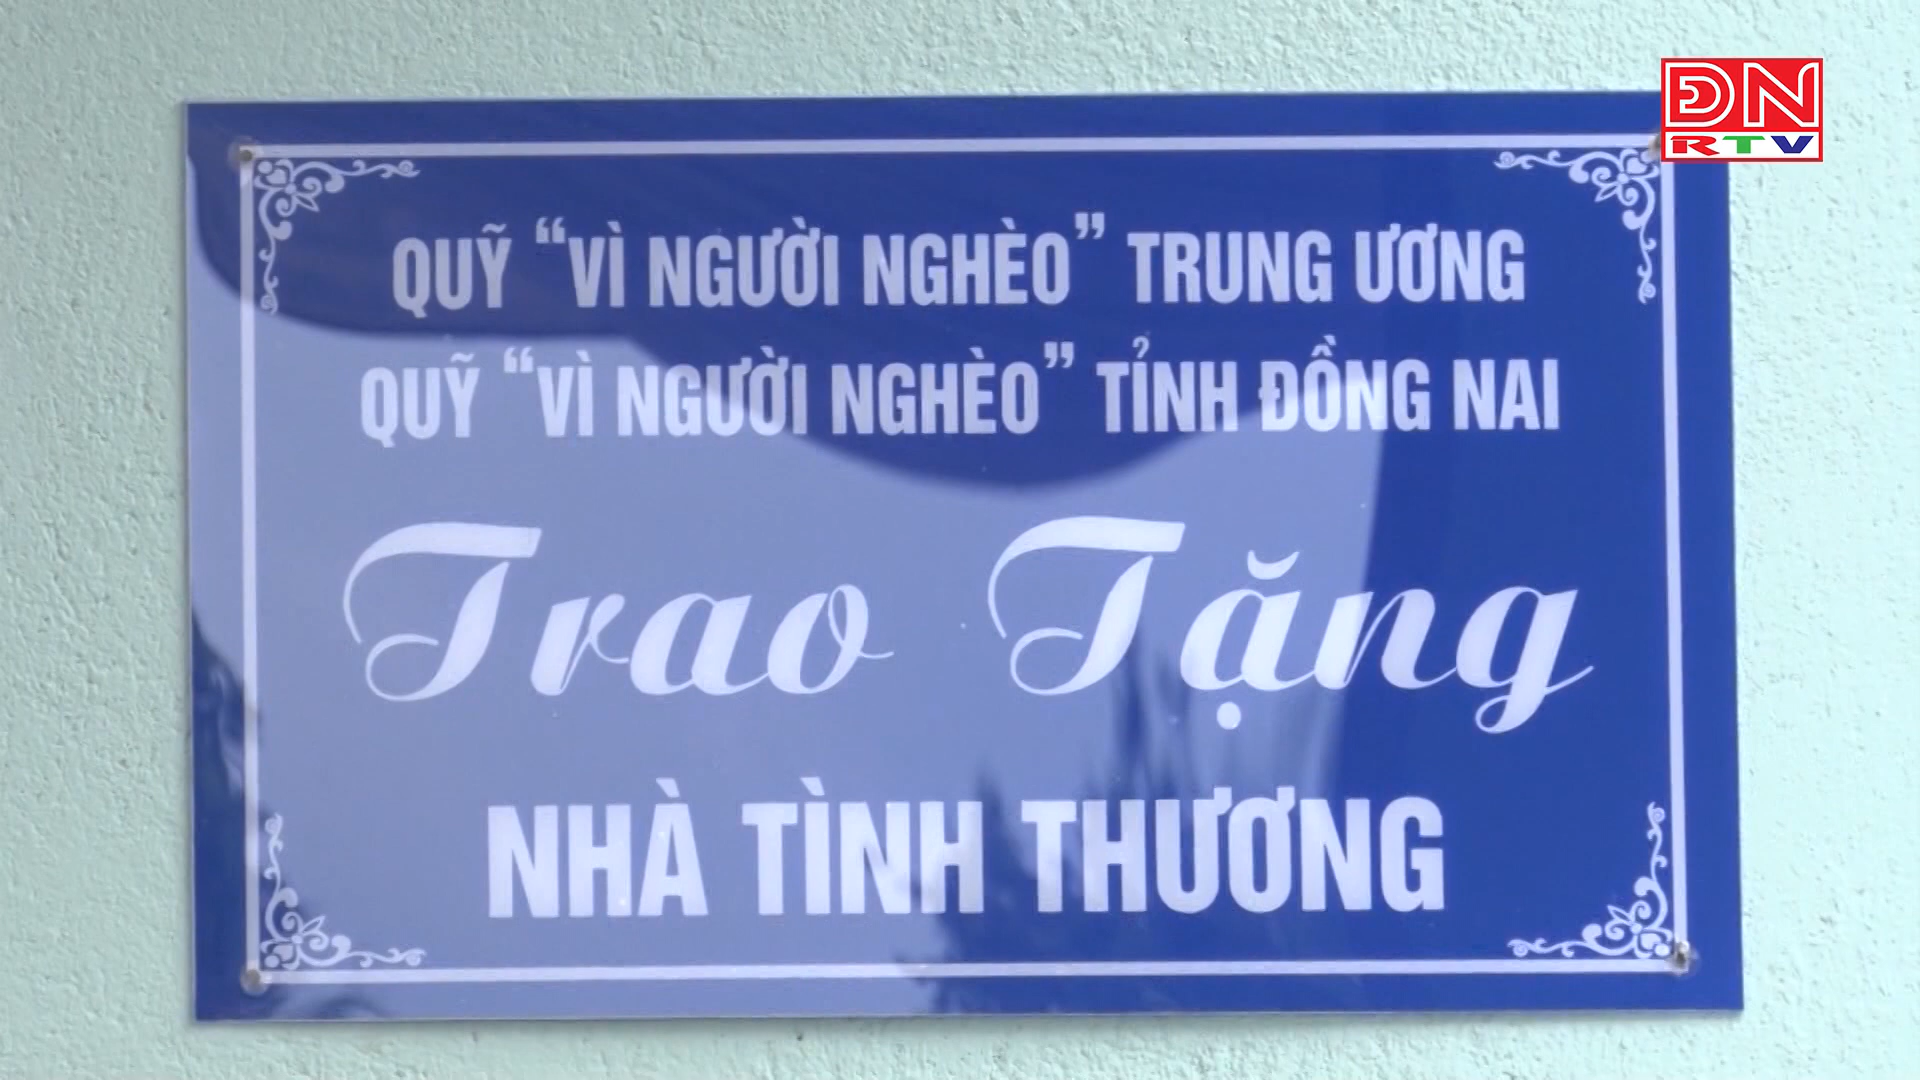 ĐN
RTV
QUỸ “VÌ NGƯỜI NGHÈO” TRUNG ƯƠNG
QUỸ “VÌ NGƯỜI NGHÈO” TỈNH ĐỒNG NAI
Trao Tặng
NHÀ TÌNH THƯƠNG